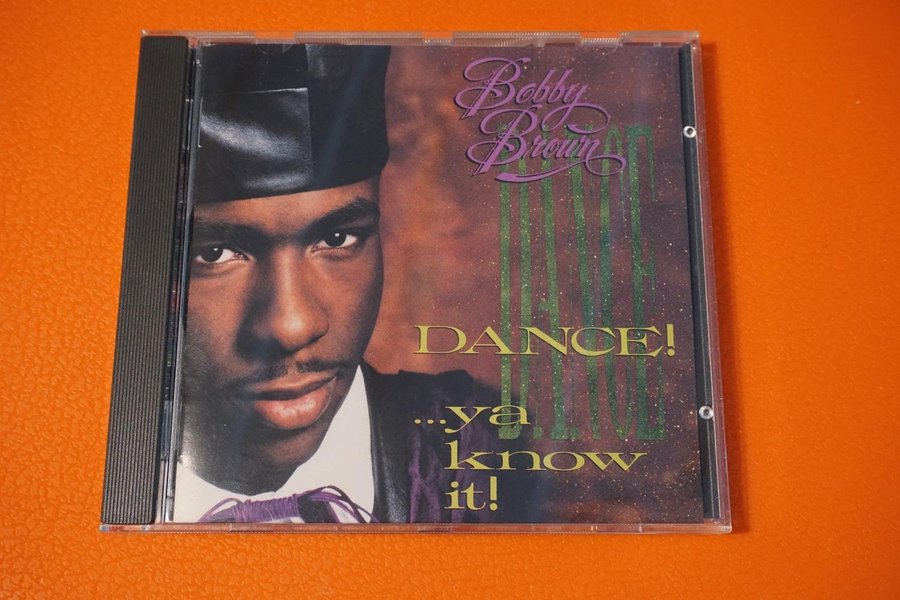 Bobby
Brown
DANCE
DANCE!
...ya
know
it!